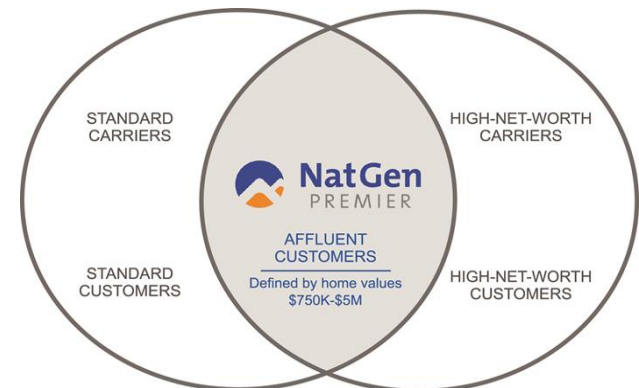 STANDARD
CARRIERS
HIGH-NET-WORTH
CARRIERS
NatGen
PREMIER
AFFLUENT
CUSTOMERS
Defined by home values
$750K-$5M
STANDARD
CUSTOMERS
HIGH-NET-WORTH
CUSTOMERS